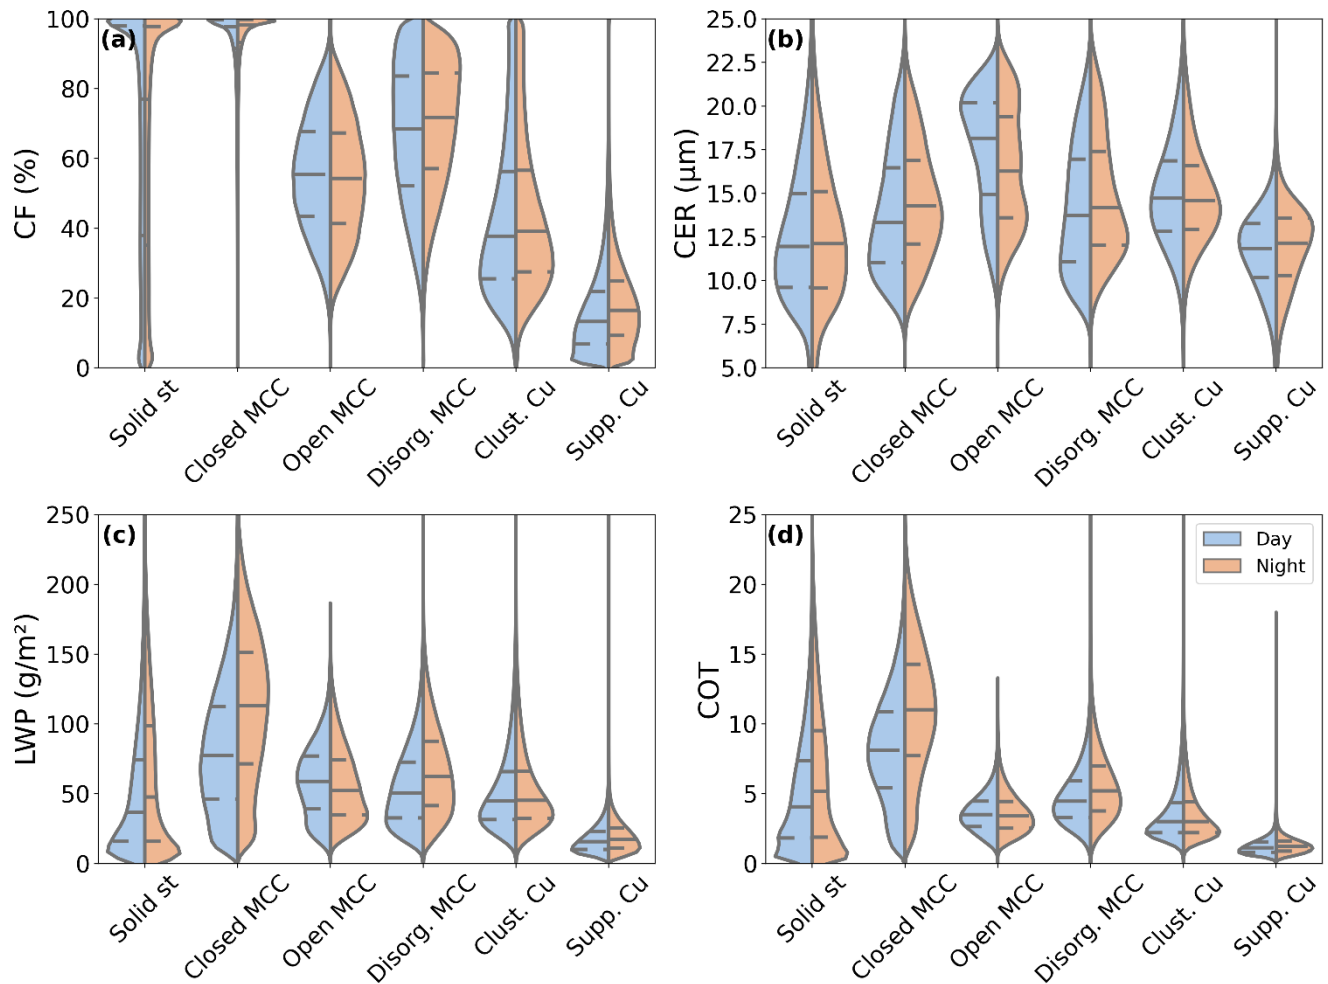 (a)
CF (%)
100
80
60
40
20
0
Solid st
Closed MCC
Open MCC
Disorg. MCC
Clust. Cu
Supp. Cu
(b)
CER (μm)
25.0
22.5
20.0
17.5
15.0
12.5
10.0
7.5
5.0
Solid st
Closed MCC
Open MCC
Disorg. MCC
Clust. Cu
Supp. Cu
(c)
LWP (g/m²)
250
200
150
100
50
0
Solid st
Closed MCC
Open MCC
Disorg. MCC
Clust. Cu
Supp. Cu
(d)
COT
25
20
15
10
5
0
Day
Night
Solid st
Closed MCC
Open MCC
Disorg. MCC
Clust. Cu
Supp. Cu